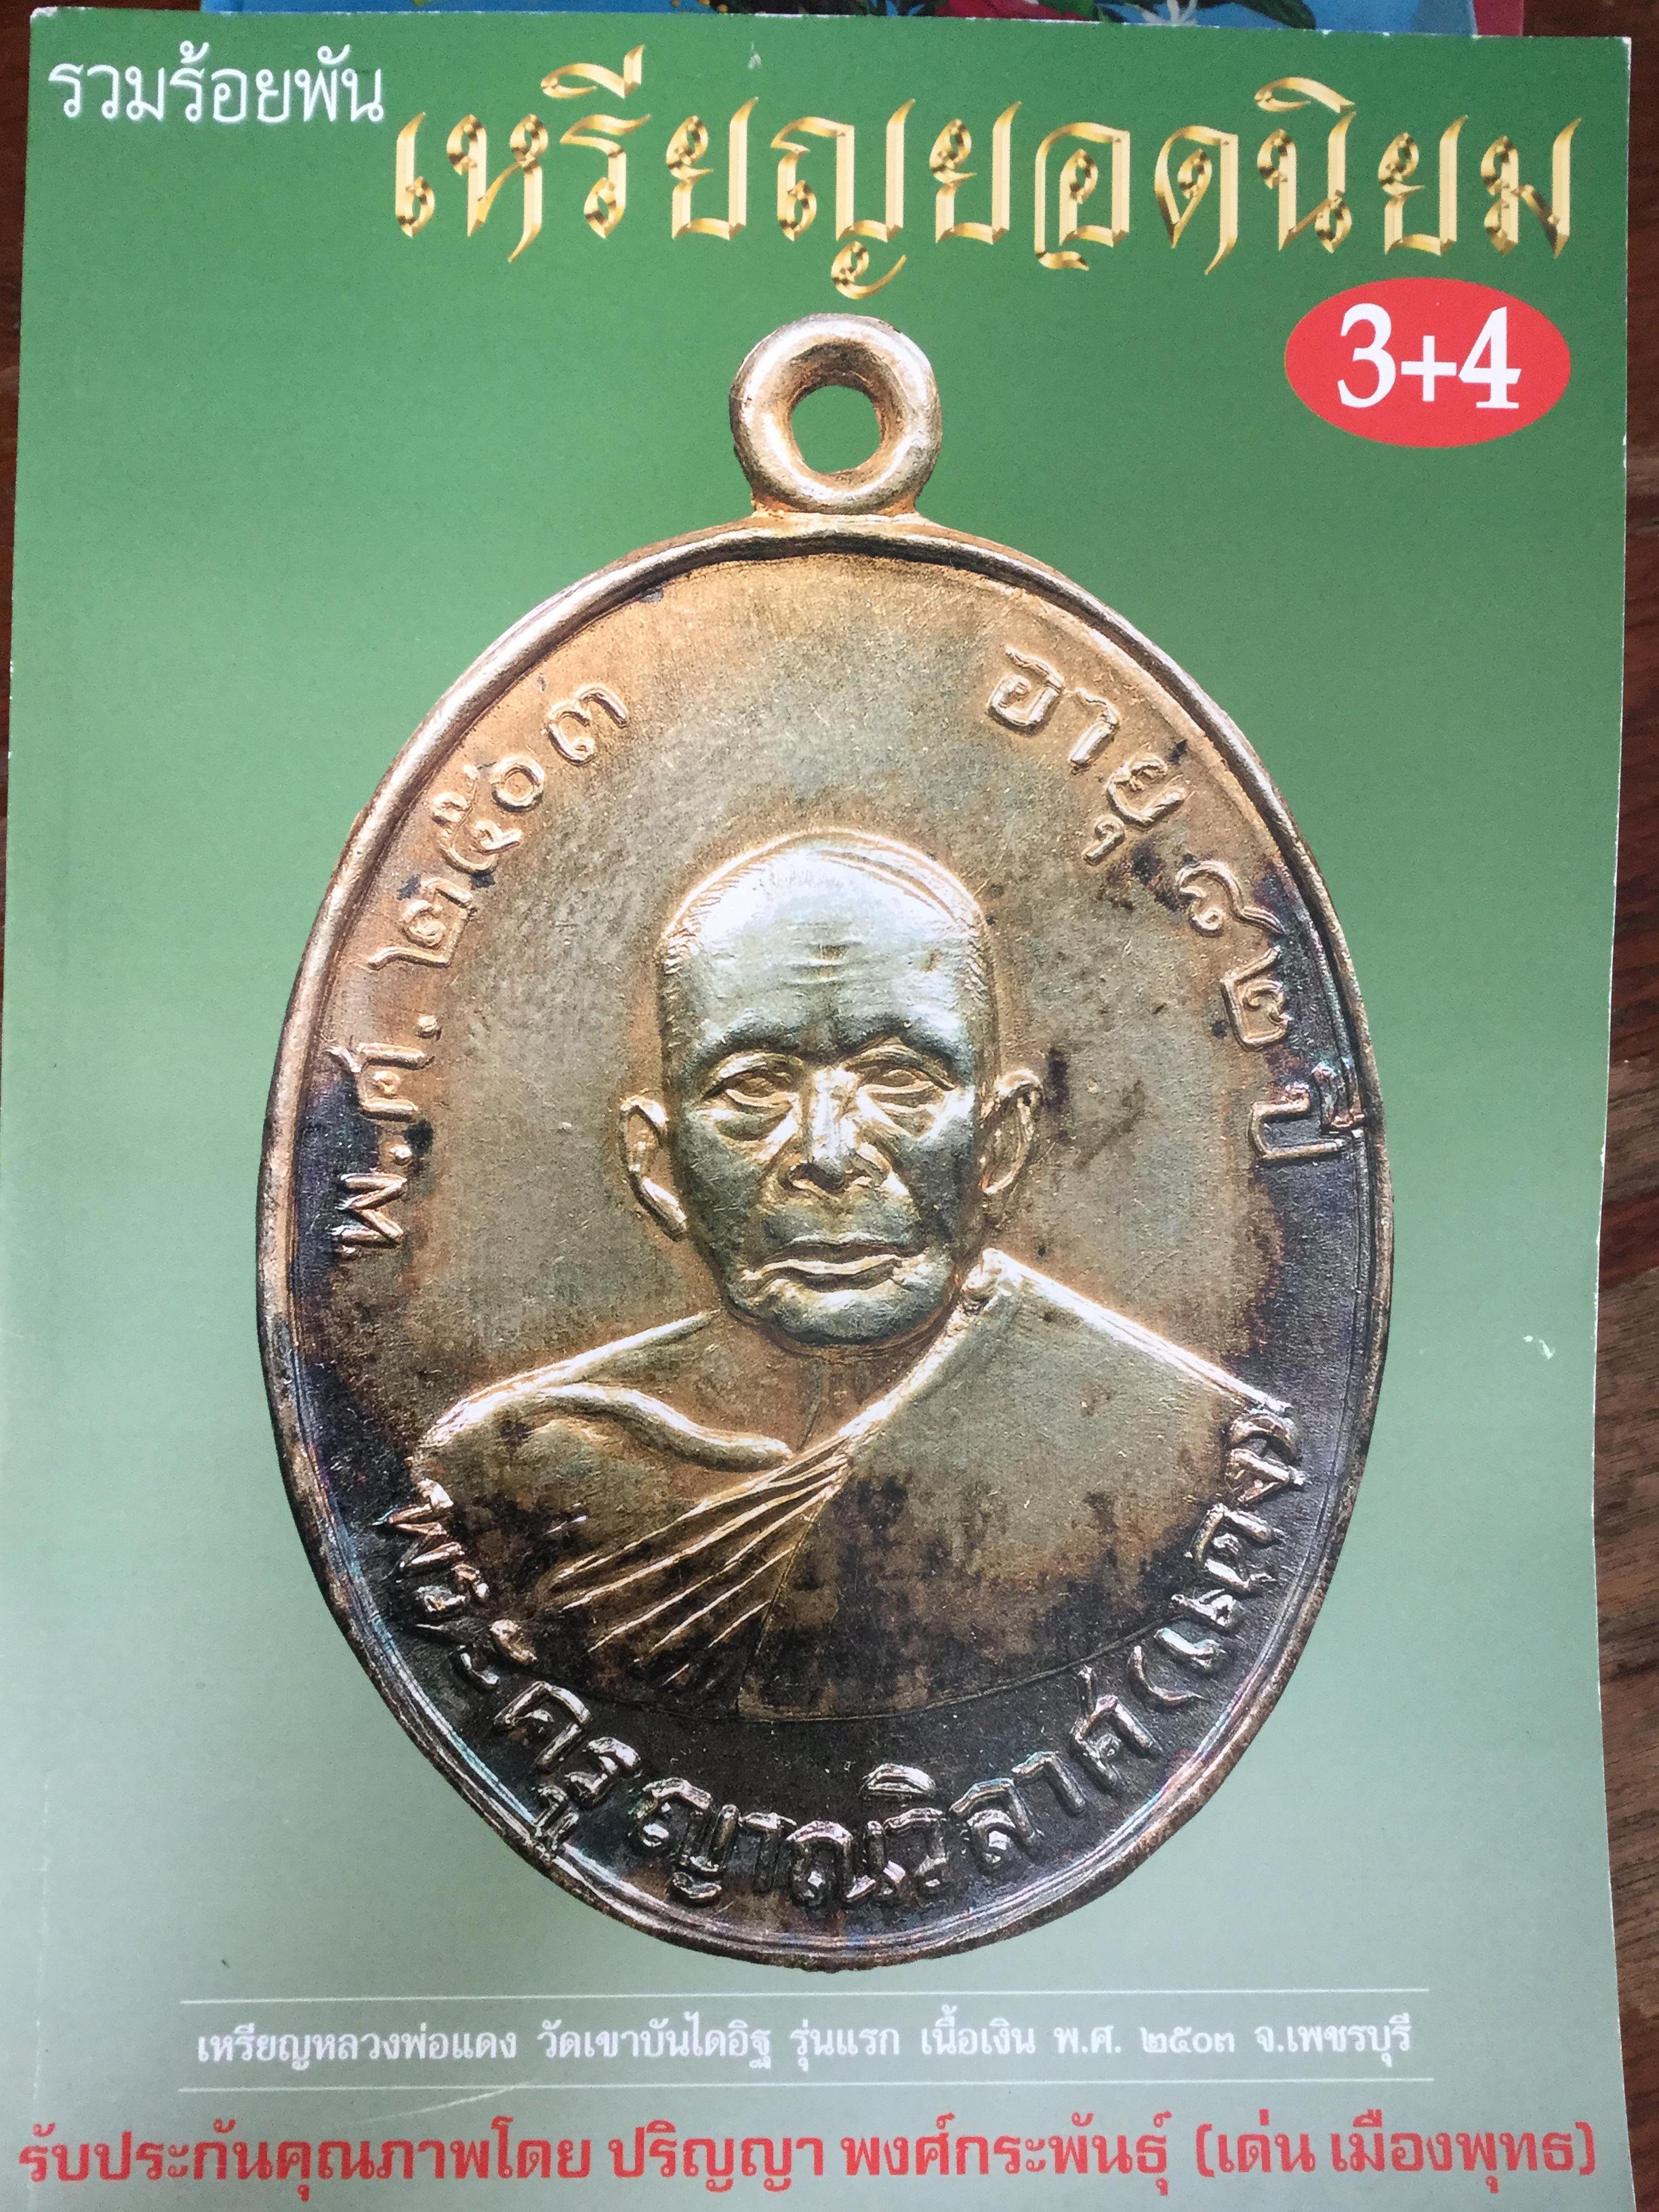 รวมร้อยพัน
เหรียญยอดนิยม
3+4
พ.ศ. ๒๕๐๓ อายุ ๘๒ ปี
พระครูญาณวิลาศ (แดง)
เหรียญหลวงพ่อแดง วัดเขาบันไดอิฐ รุ่นแรก เนื้อเงิน พ.ศ. ๒๕๐๓ จ.เพชรบุรี
รับประกันคุณภาพโดย ปริญญา พงศ์กระพันธุ์ (เด่น เมืองพุทธ)